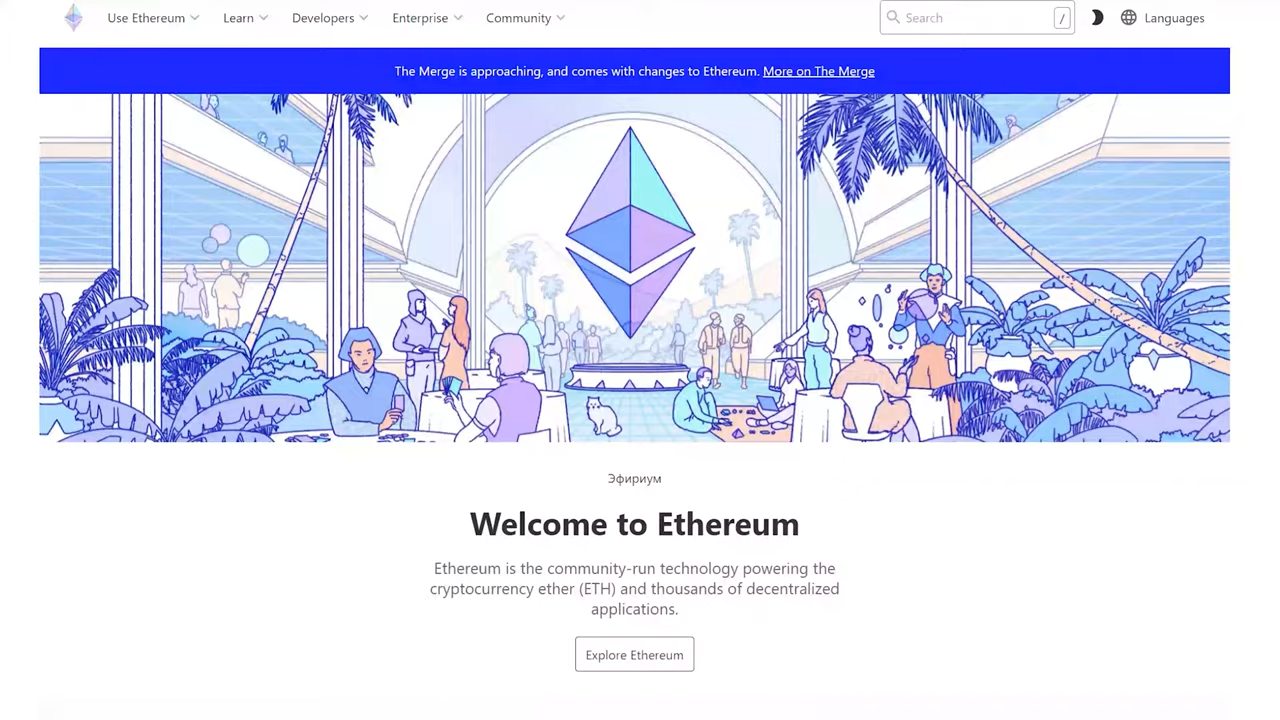 Use Ethereum Learn Developers Enterprise Community Search / Languages
The Merge is approaching, and comes with changes to Ethereum. More on The Merge
Эфириум
Welcome to Ethereum
Ethereum is the community-run technology powering the
cryptocurrency ether (ETH) and thousands of decentralized
applications.
Explore Ethereum